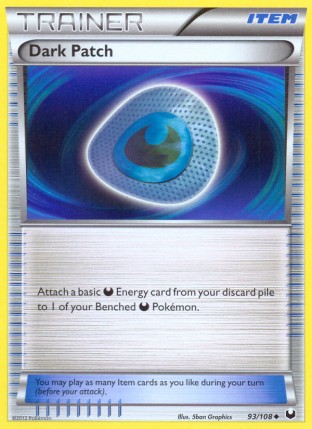 TRAINER ITEM
Dark Patch
Attach a basic Energy card from your discard pile
to 1 of your Benched Pokémon.
You may play as many Item cards as you like during your turn
(before your attack).
©2012 Pokémon Illus. 5ban Graphics 93/108